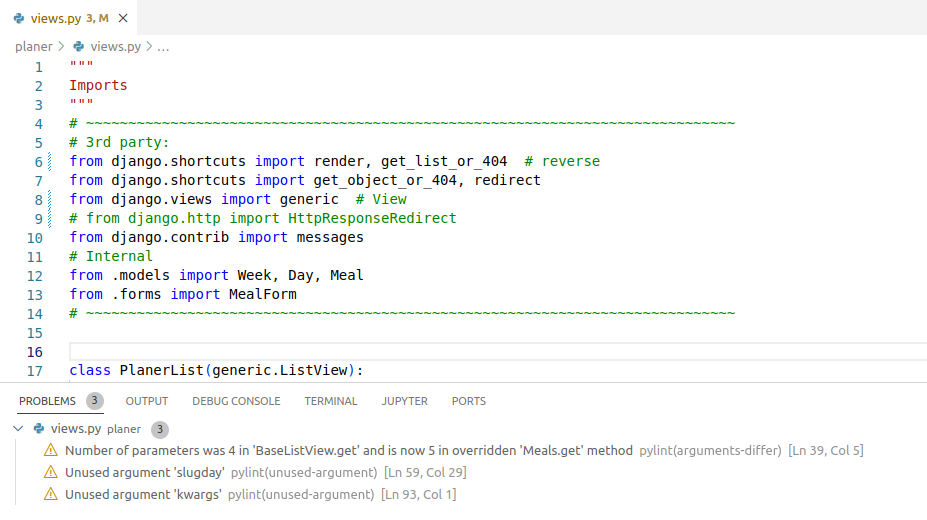 views.py 3, M ×
planer > views.py > ...
1 """
2 Imports
3 """
4 # ~~~~~~~~~~~~~~~~~~~~~~~~~~~~~~~~~~~~~~~~~~~~~~~~~~~~~~~~~~~~~~~~~~~~~~~~~~~~~
5 # 3rd party:
6 from django.shortcuts import render, get_list_or_404  # reverse
7 from django.shortcuts import get_object_or_404, redirect
8 from django.views import generic  # View
9 # from django.http import HttpResponseRedirect
10 from django.contrib import messages
11 # Internal
12 from .models import Week, Day, Meal
13 from .forms import MealForm
14 # ~~~~~~~~~~~~~~~~~~~~~~~~~~~~~~~~~~~~~~~~~~~~~~~~~~~~~~~~~~~~~~~~~~~~~~~~~~~~~
15
16
17 class PlanerList(generic.ListView):
PROBLEMS 3 OUTPUT DEBUG CONSOLE TERMINAL JUPYTER PORTS
views.py planer 3
Number of parameters was 4 in 'BaseListView.get' and is now 5 in overridden 'Meals.get' method pylint(arguments-differ) [Ln 39, Col 5]
Unused argument 'slugday' pylint(unused-argument) [Ln 59, Col 29]
Unused argument 'kwargs' pylint(unused-argument) [Ln 93, Col 1]